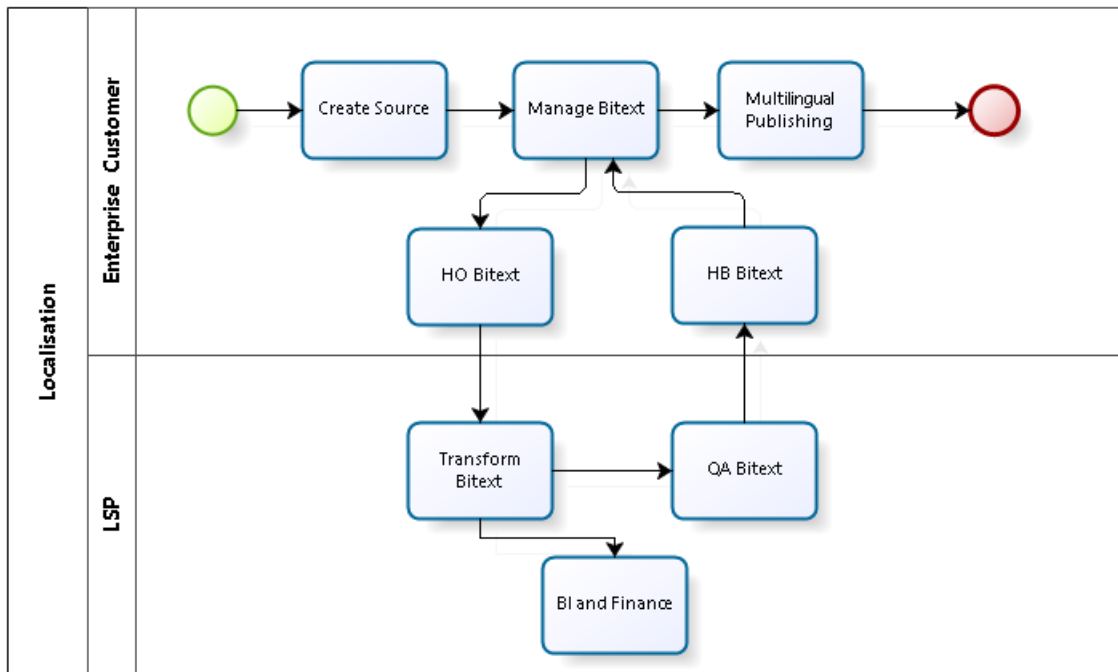 Localisation
Enterprise Customer
Create Source
Manage Bitext
Multilingual
Publishing
HO Bitext
HB Bitext
LSP
Transform
Bitext
QA Bitext
BI and Finance